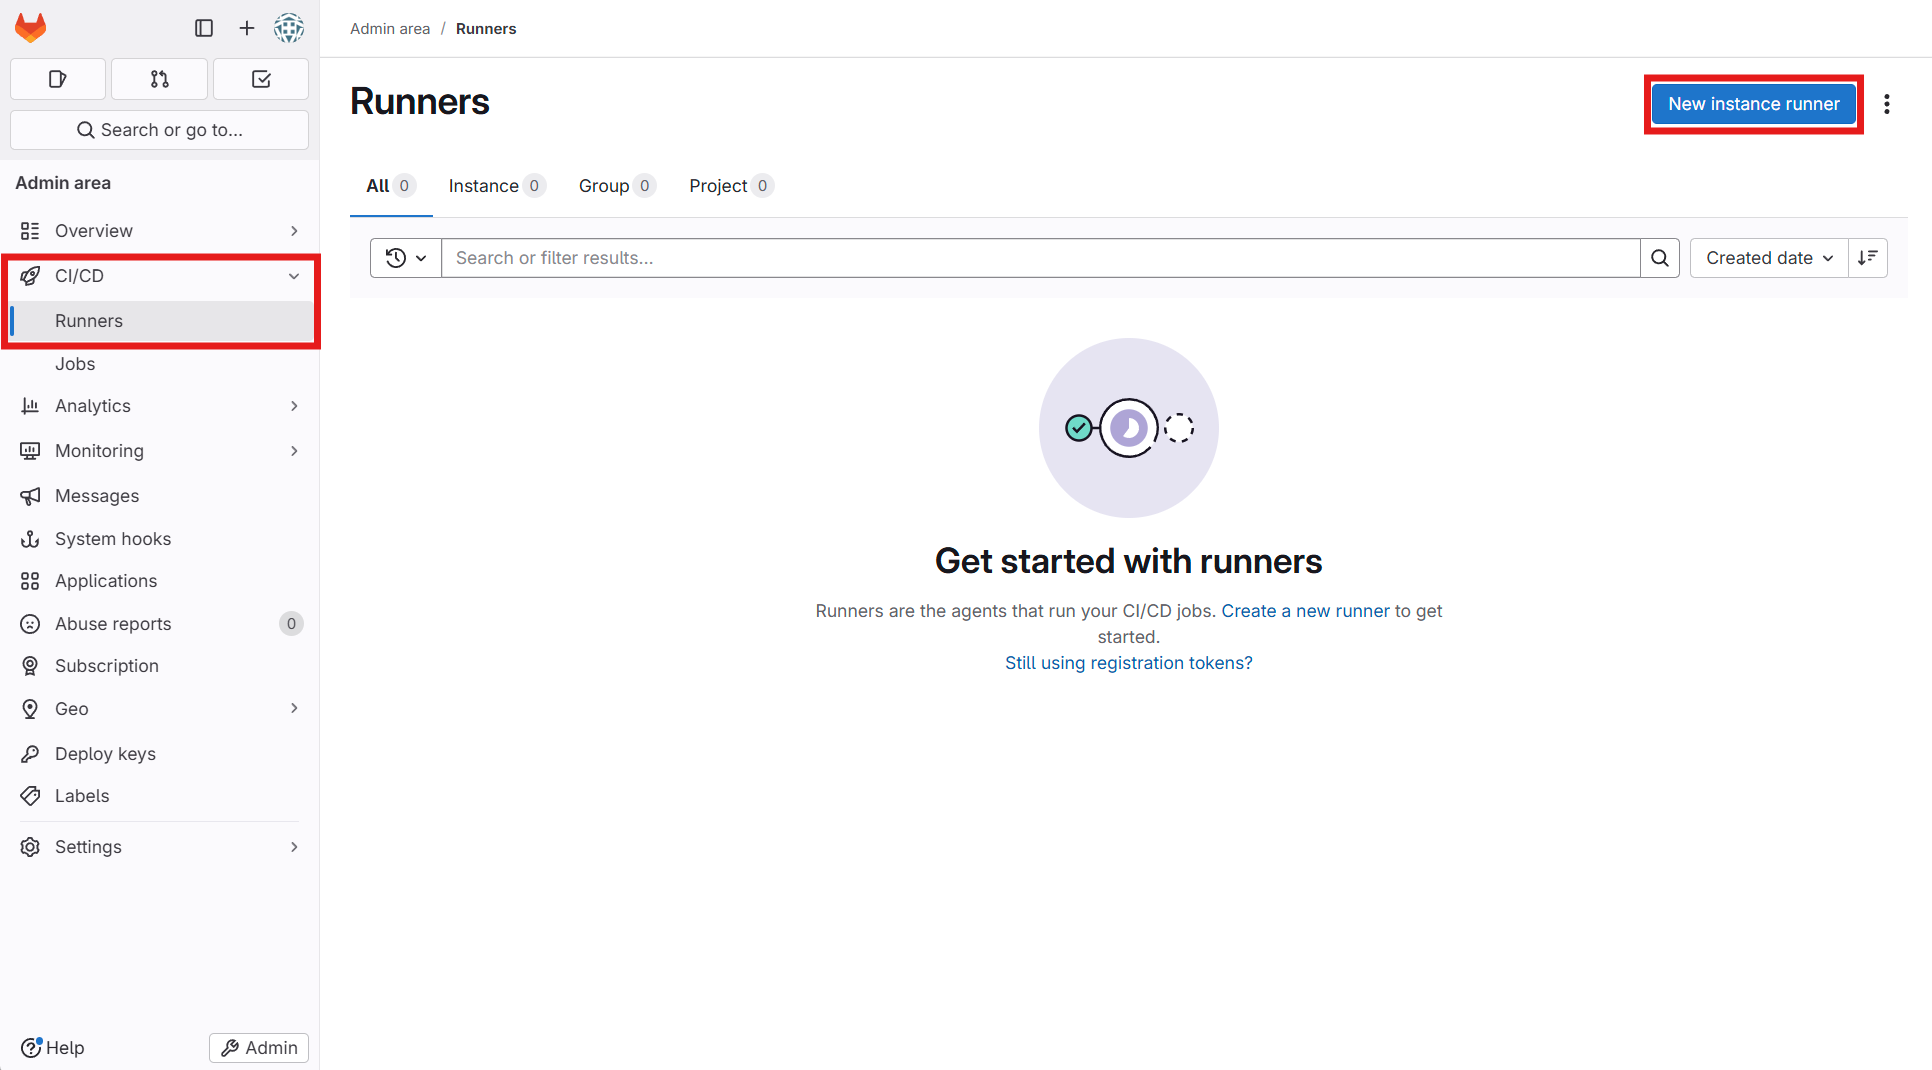 Admin area / Runners
Search or go to...
Admin area
Overview
CI/CD
Runners
Jobs
Analytics
Monitoring
Messages
System hooks
Applications
Abuse reports 0
Subscription
Geo
Deploy keys
Labels
Settings
Help
Admin
Runners
New instance runner
All 0 Instance 0 Group 0 Project 0
Search or filter results...
Created date
Get started with runners
Runners are the agents that run your CI/CD jobs. Create a new runner to get
started.
Still using registration tokens?